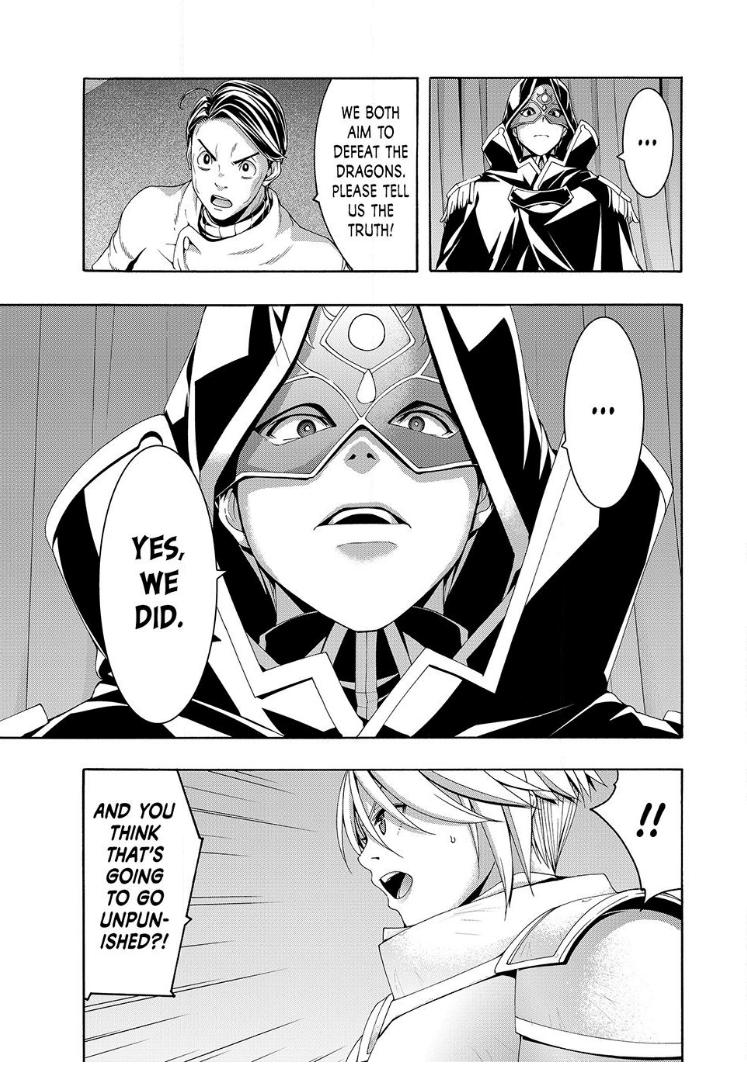 ...
WE BOTH
AIM TO
DEFEAT THE
DRAGONS.
PLEASE TELL
US THE
TRUTH!
...
YES,
WE
DID.
!!
AND YOU
THINK
THAT'S
GOING
TO GO
UNPUN-
ISHED?!